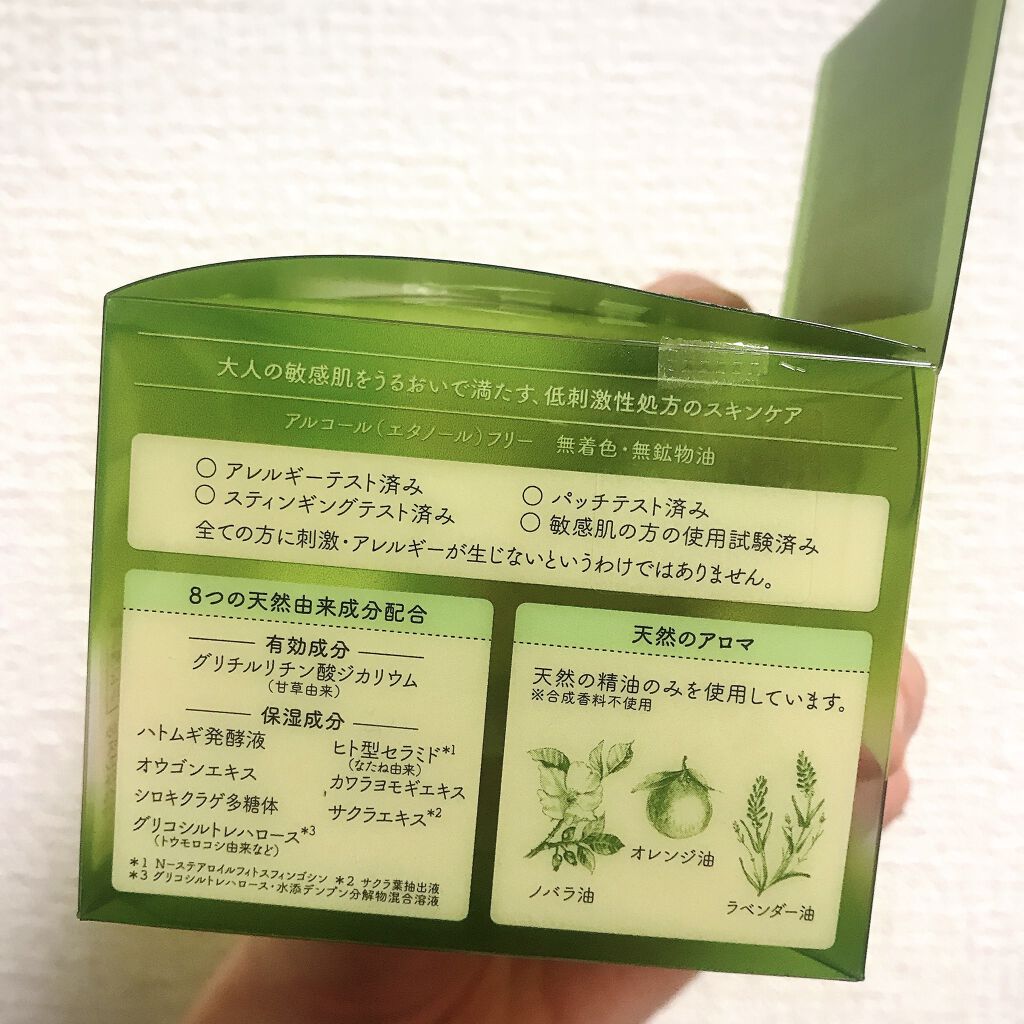 大人の敏感肌をうるおいで満たす、低刺激性処方のスキンケア
アルコール(エタノール)フリー 無着色・無鉱物油
○ アレルギーテスト済み ○ パッチテスト済み
○ スティンギングテスト済み ○ 敏感肌の方の使用試験済み
全ての方に刺激・アレルギーが生じないというわけではありません。
8つの天然由来成分配合
有効成分
グリチルリチン酸ジカリウム
(甘草由来)
保湿成分
ハトムギ発酵液
オウゴンエキス
シロキクラゲ多糖体
グリコシルトレハロース*3
(トウモロコシ由来など)
ヒト型セラミド*1
(なたね由来)
カワラヨモギエキス
サクラエキス*2
*1 N-ステアロイルフィトスフィンゴシン *2 サクラ葉抽出液
*3 グリコシルトレハロース・水添デンプン分解物混合溶液
天然のアロマ
天然の精油のみを使用しています。
※合成香料不使用
ノバラ油
オレンジ油
ラベンダー油